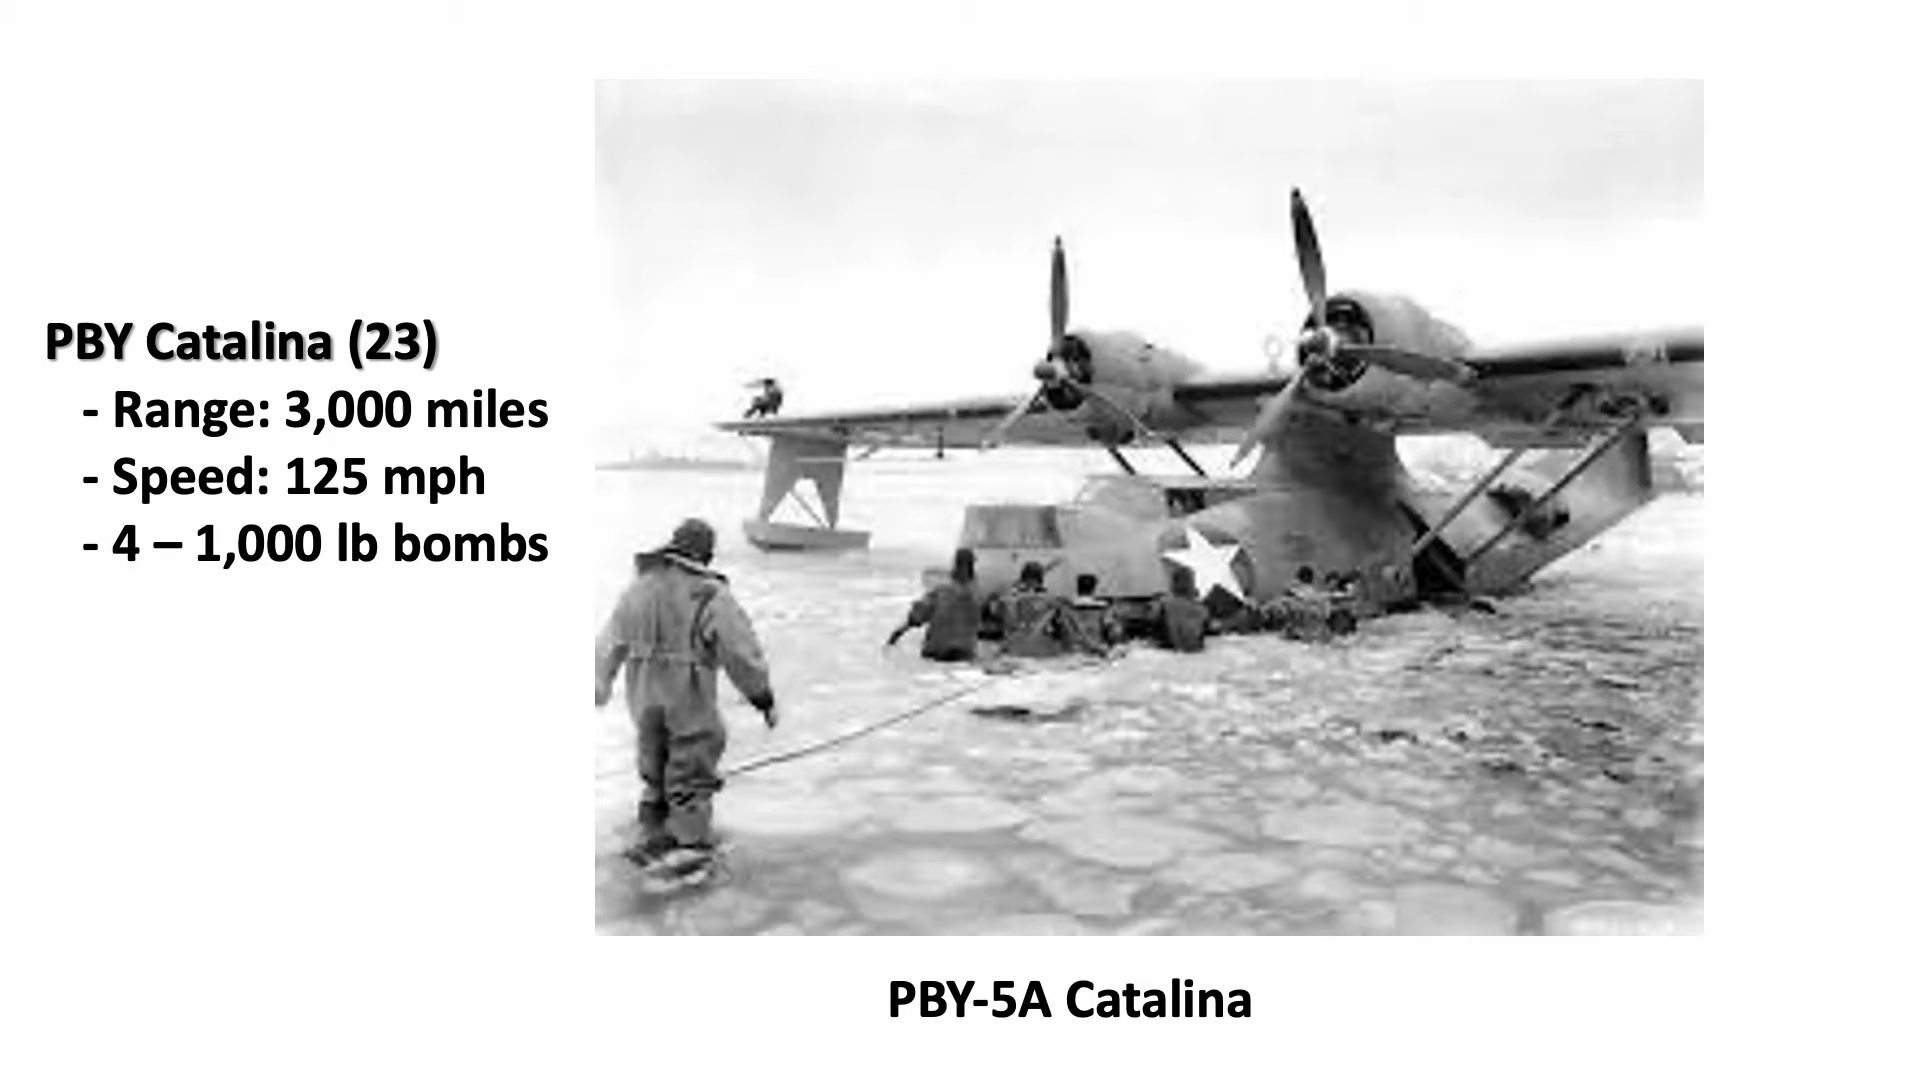 PBY Catalina (23)
- Range: 3,000 miles
- Speed: 125 mph
- 4 – 1,000 lb bombs
PBY-5A Catalina